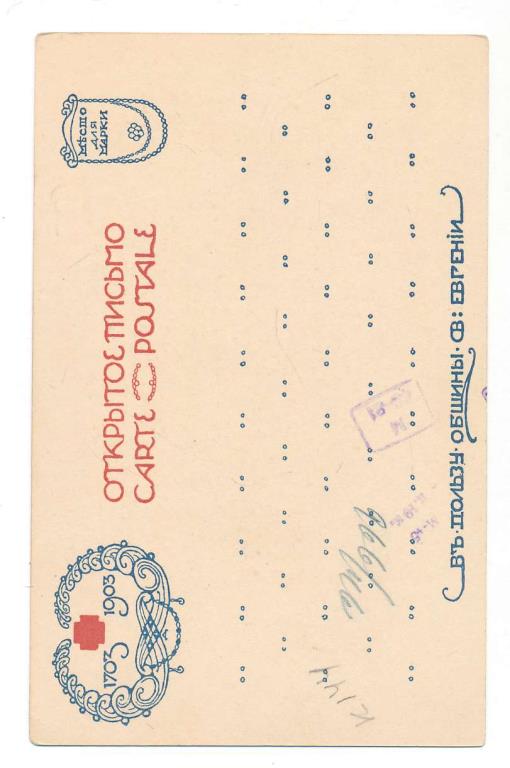 1703 1903
ОТКРЫТОЕ ПИСЬМО
CARTE POSTALE
МѢСТО
ДЛЯ
МАРКИ
ВЪ·ПОЛЬЗУ·ОБЩИНЫ·СВ: ЕВГЕНІИ